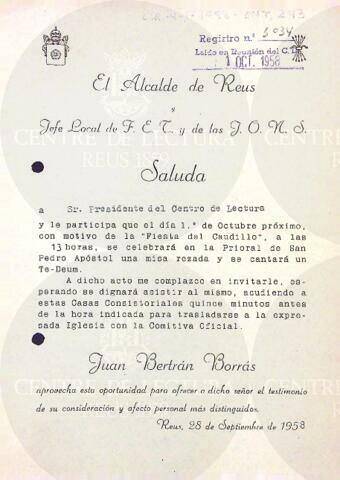 Registro n.º 5034
Leído en Reunión del C. D.
1 OCT. 1958
El Alcalde de Reus
y
Jefe Local de F. E. T. y de las J. O. N. S.
CENTRE DE LECTURA
REUS 1859
Saluda
a Sr. Presidente del Centro de Lectura
y le participa que el día 1.º de Octubre próximo,
con motivo de la "Fiesta del Caudillo", a las
13 horas, se celebrará en la Prioral de San
Pedro Apóstol una misa rezada y se cantará un
Te-Deum.
A dicho acto me complazco en invitarle, es-
perando se dignará asistir al mismo, acudiendo a
estas Casas Consistoriales quince minutos antes
de la hora indicada para trasladarse a la expre-
sada Iglesia con la Comitiva Oficial.
Juan Bertrán Borrás
aprovecha esta oportunidad para ofrecer a dicho señor el testimonio
de su consideración y afecto personal más distinguidos.
Reus, 28 de Septiembre de 1958